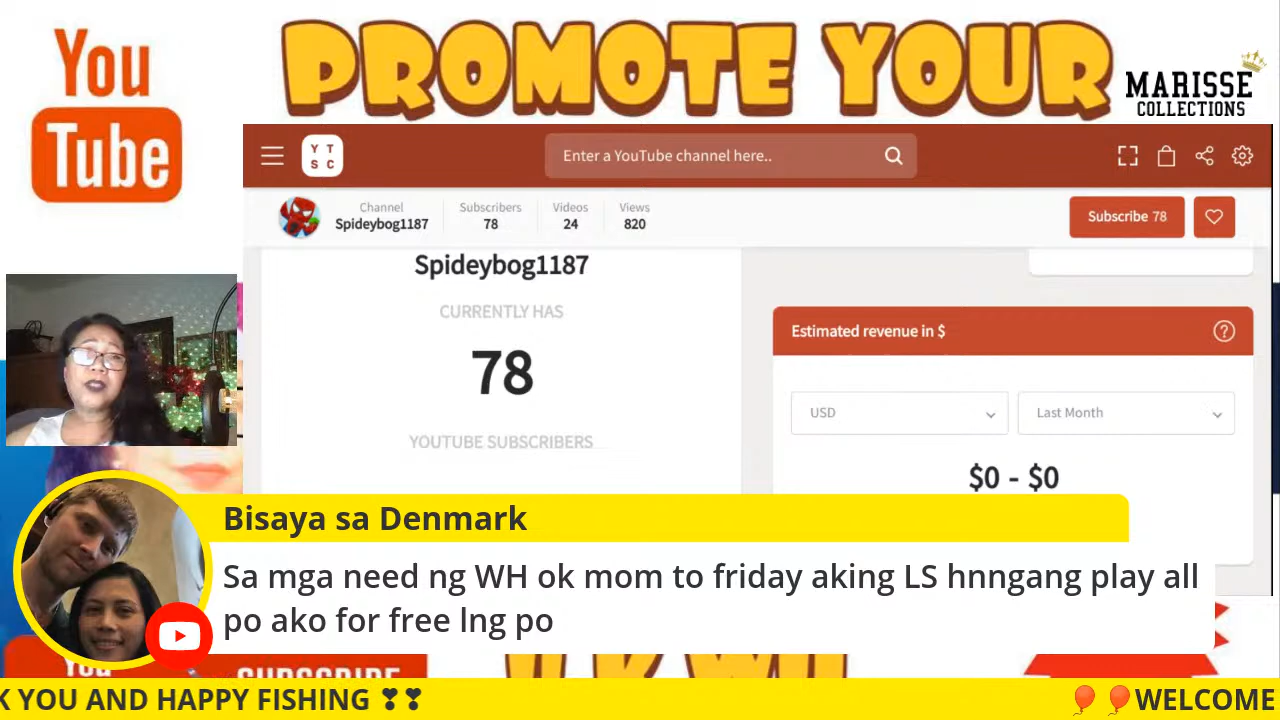 You
Tube
PROMOTE YOUR
MARISSE
COLLECTIONS
Y T
S C
Enter a YouTube channel here..
Channel
Spideybog1187
Subscribers
78
Videos
24
Views
820
Subscribe 78
Spideybog1187
CURRENTLY HAS
78
YOUTUBE SUBSCRIBERS
Estimated revenue in $
USD
Last Month
$0 - $0
Bisaya sa Denmark
Sa mga need ng WH ok mom to friday aking LS hnngang play all
po ako for free lng po
You
SUBSCRIBE
K YOU AND HAPPY FISHING ❣❣
🎈🎈WELCOME